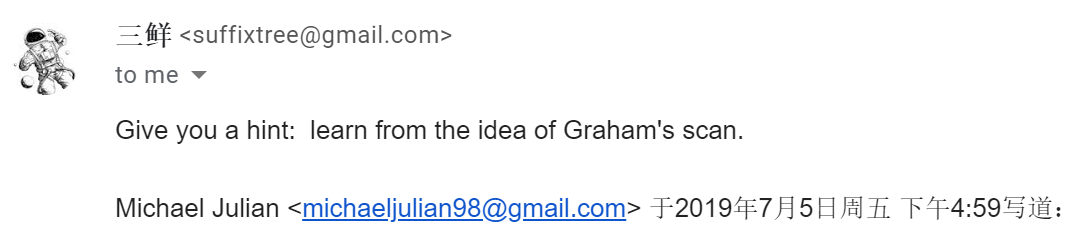 三鲜 <suffixtree@gmail.com>
to me
Give you a hint:  learn from the idea of Graham's scan.
Michael Julian <michaeljulian98@gmail.com> 于2019年7月5日周五 下午4:59写道：